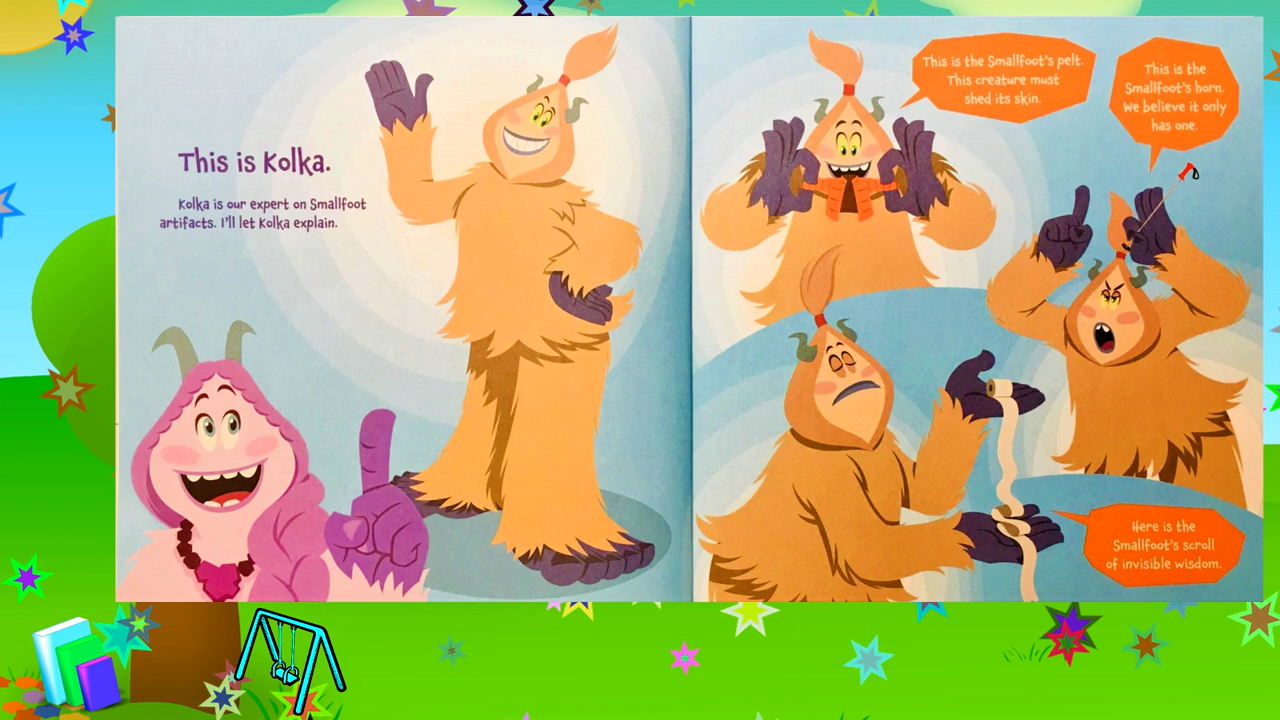 This is Kolka.
Kolka is our expert on Smallfoot
artifacts. I'll let Kolka explain.
This is the Smallfoot's pelt.
This creature must
shed its skin.
This is the
Smallfoot's horn.
We believe it only
has one.
Here is the
Smallfoot's scroll
of invisible wisdom.